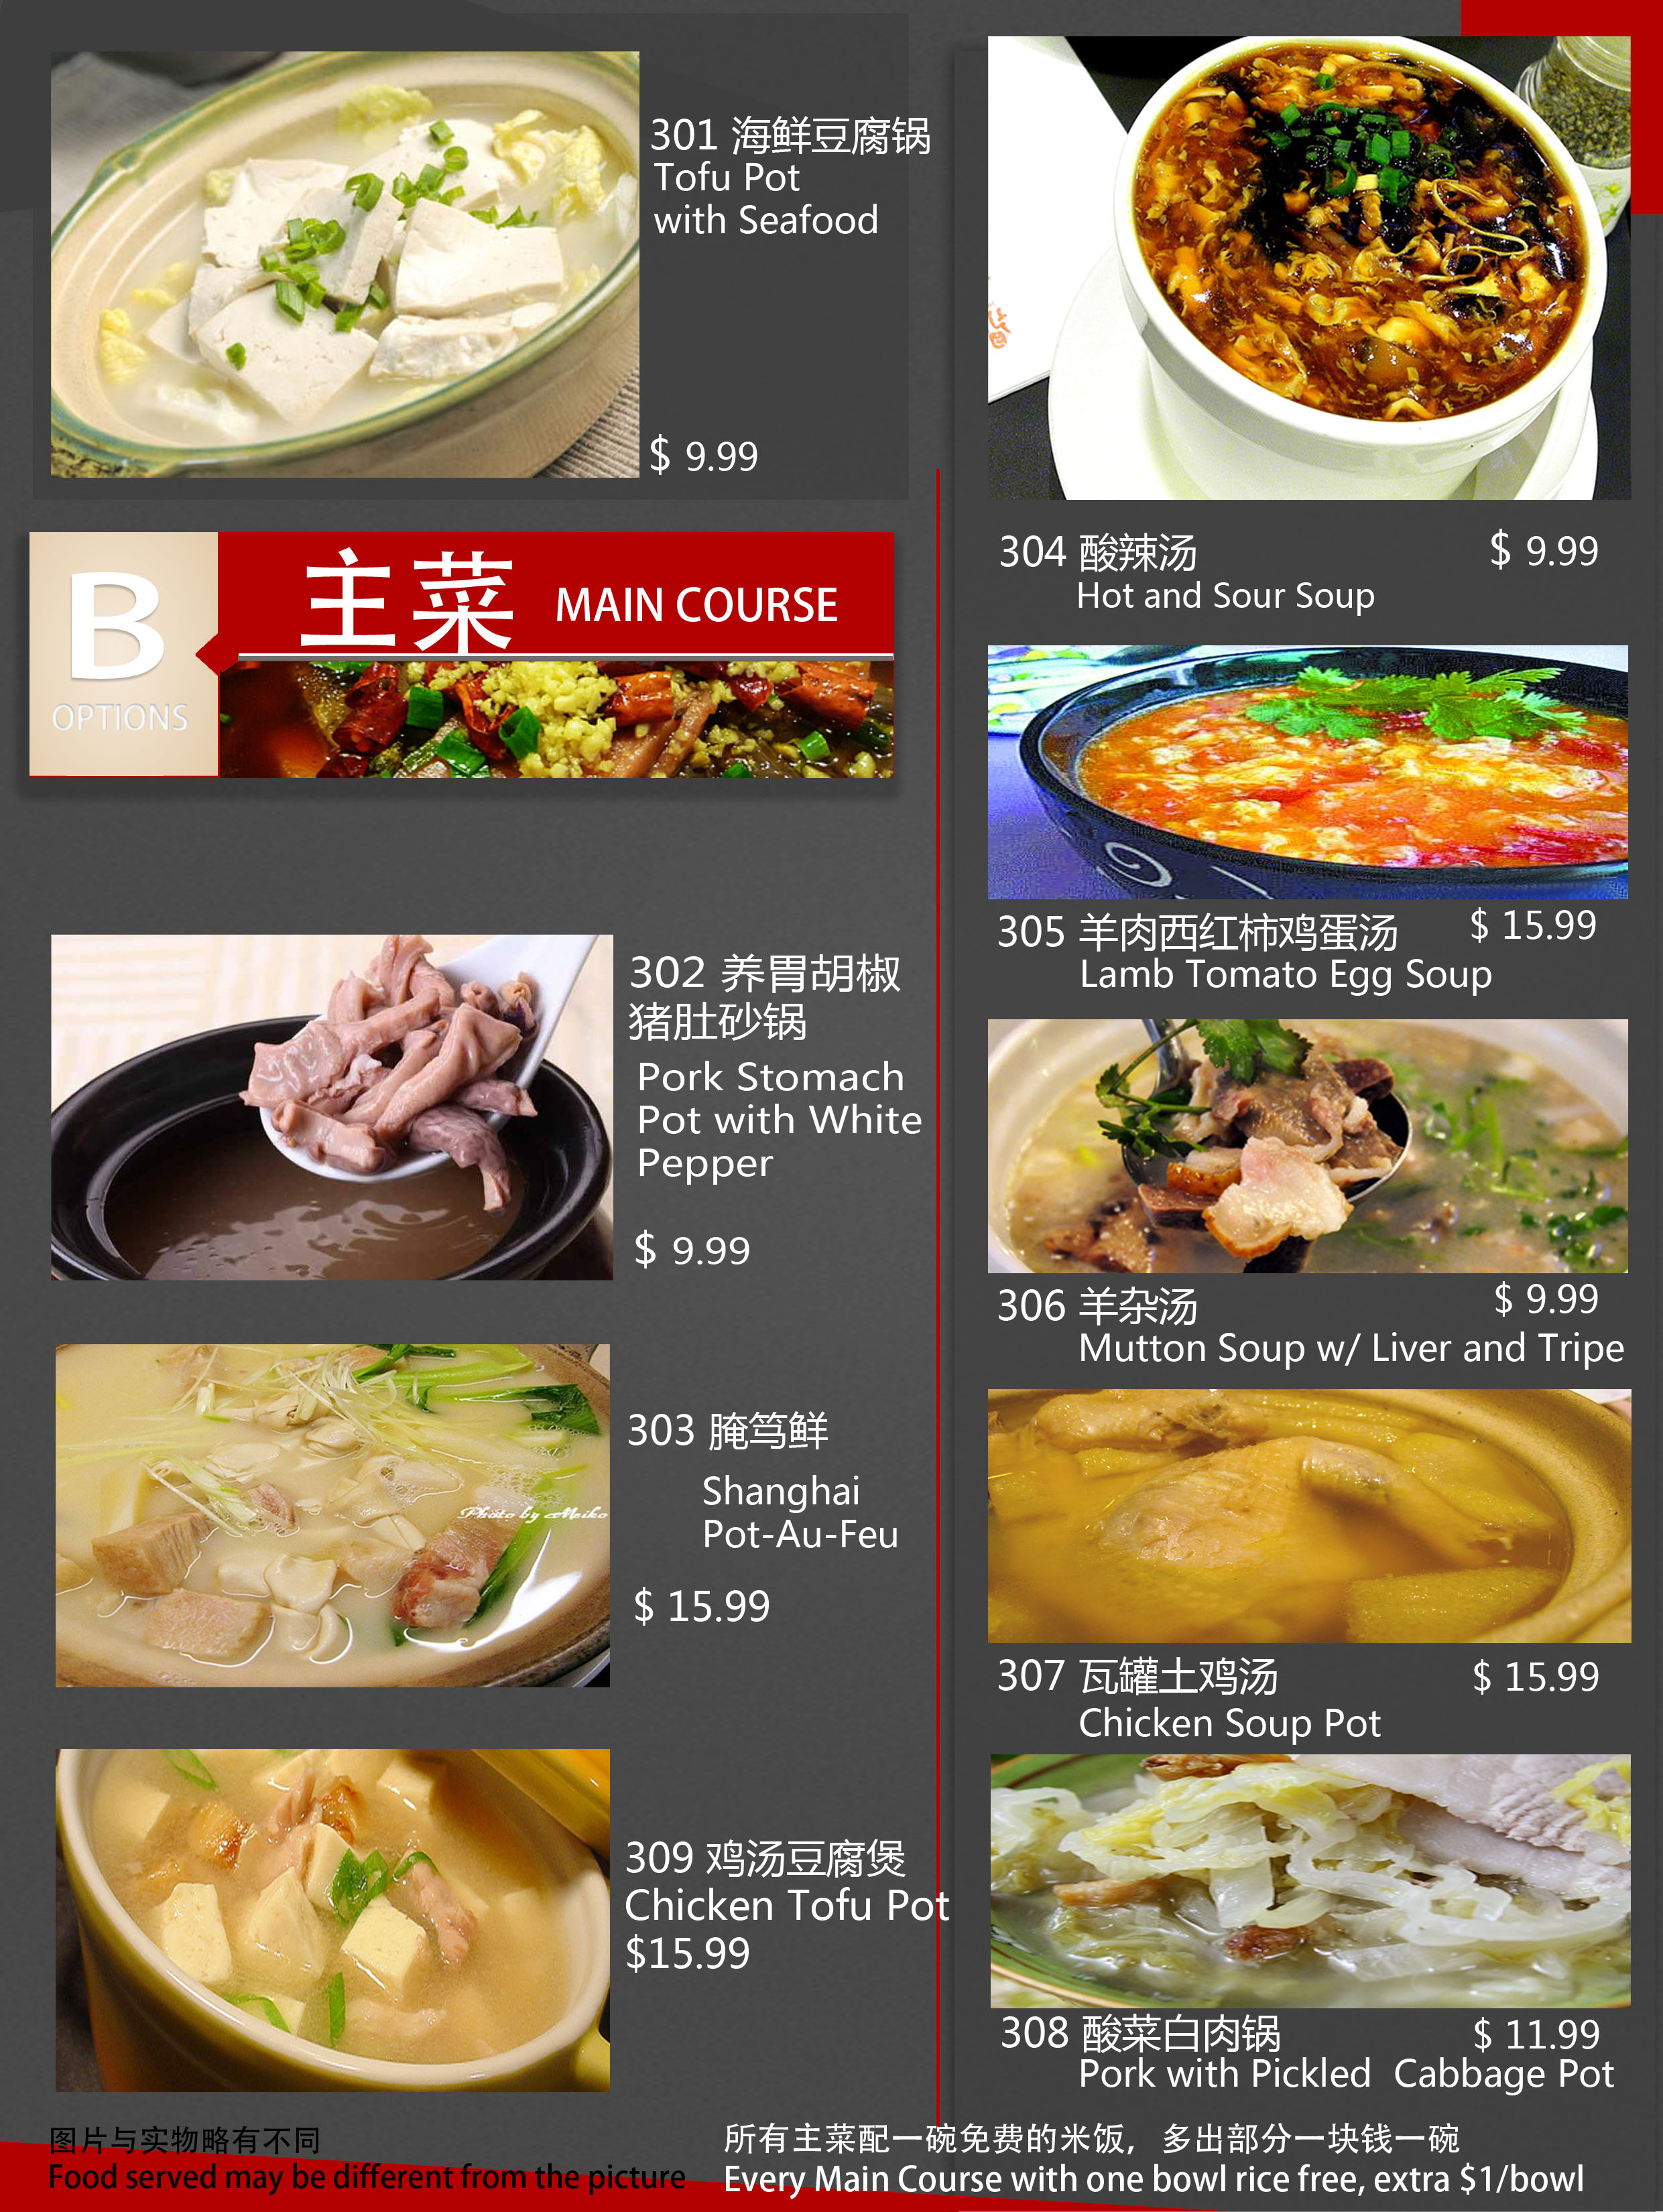 301 海鲜豆腐锅
Tofu Pot
with Seafood
$ 9.99
B
OPTIONS
主菜 MAIN COURSE
302 养胃胡椒
猪肚砂锅
Pork Stomach
Pot with White
Pepper
$ 9.99
303 腌笃鲜
Shanghai
Pot-Au-Feu
$ 15.99
Photo by Meiko
309 鸡汤豆腐煲
Chicken Tofu Pot
$15.99
304 酸辣汤 $ 9.99
Hot and Sour Soup
305 羊肉西红柿鸡蛋汤 $ 15.99
Lamb Tomato Egg Soup
306 羊杂汤 $ 9.99
Mutton Soup w/ Liver and Tripe
307 瓦罐土鸡汤 $ 15.99
Chicken Soup Pot
308 酸菜白肉锅 $ 11.99
Pork with Pickled Cabbage Pot
图片与实物略有不同
Food served may be different from the picture
所有主菜配一碗免费的米饭，多出部分一块钱一碗
Every Main Course with one bowl rice free, extra $1/bowl